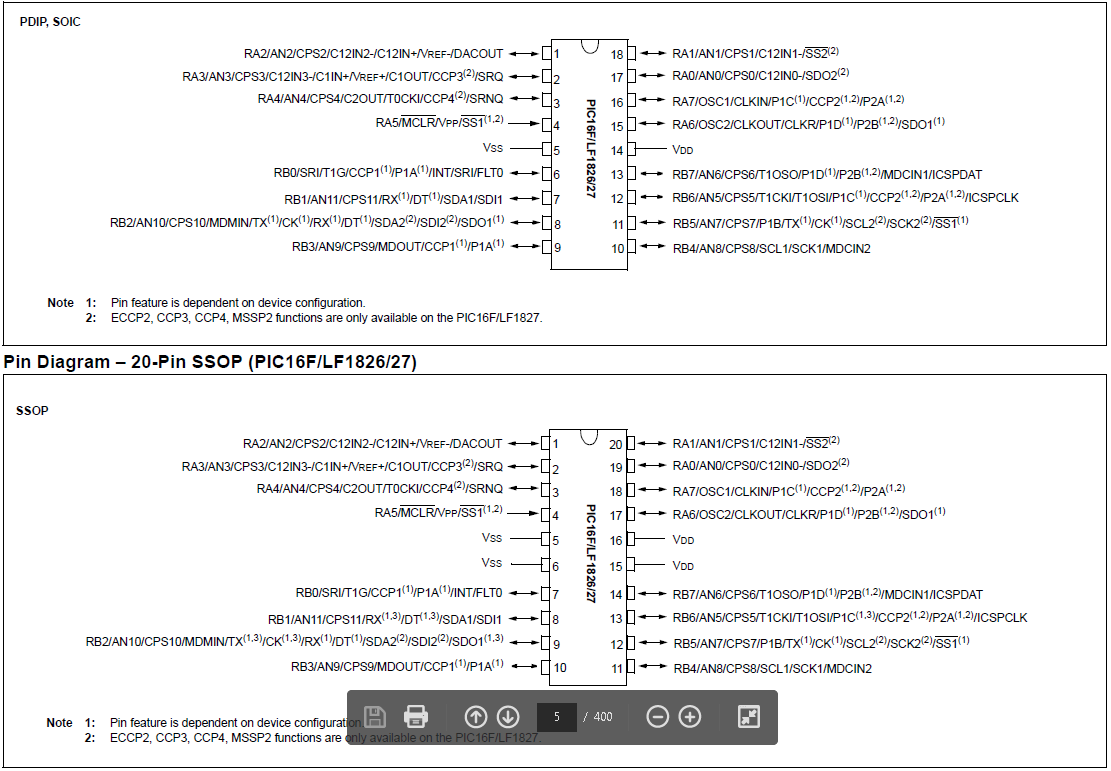 PDIP, SOIC
RA2/AN2/CPS2/C12IN2-/C12IN+/VREF-/DACOUT 1 18 RA1/AN1/CPS1/C12IN1-/SS2(2)
RA3/AN3/CPS3/C12IN3-/C1IN+/VREF+/C1OUT/CCP3(2)/SRQ 2 17 RA0/AN0/CPS0/C12IN0-/SDO2(2)
RA4/AN4/CPS4/C2OUT/T0CKI/CCP4(2)/SRNQ 3 16 RA7/OSC1/CLKIN/P1C(1)/CCP2(1,2)/P2A(1,2)
RA5/MCLR/VPP/SS1(1,2) 4 15 RA6/OSC2/CLKOUT/CLKR/P1D(1)/P2B(1,2)/SDO1(1)
VSS 5 14 VDD
RB0/SRI/T1G/CCP1(1)/P1A(1)/INT/SRI/FLT0 6 13 RB7/AN6/CPS6/T1OSO/P1D(1)/P2B(1,2)/MDCIN1/ICSPDAT
RB1/AN11/CPS11/RX(1)/DT(1)/SDA1/SDI1 7 12 RB6/AN5/CPS5/T1CKI/T1OSI/P1C(1)/CCP2(1,2)/P2A(1,2)/ICSPCLK
RB2/AN10/CPS10/MDMIN/TX(1)/CK(1)/RX(1)/DT(1)/SDA2(2)/SDI2(2)/SDO1(1) 8 11 RB5/AN7/CPS7/P1B/TX(1)/CK(1)/SCL2(2)/SCK2(2)/SS1(1)
RB3/AN9/CPS9/MDOUT/CCP1(1)/P1A(1) 9 10 RB4/AN8/CPS8/SCL1/SCK1/MDCIN2
PIC16F/LF1826/27
Note 1: Pin feature is dependent on device configuration.
2: ECCP2, CCP3, CCP4, MSSP2 functions are only available on the PIC16F/LF1827.
Pin Diagram – 20-Pin SSOP (PIC16F/LF1826/27)
SSOP
RA2/AN2/CPS2/C12IN2-/C12IN+/VREF-/DACOUT 1 20 RA1/AN1/CPS1/C12IN1-/SS2(2)
RA3/AN3/CPS3/C12IN3-/C1IN+/VREF+/C1OUT/CCP3(2)/SRQ 2 19 RA0/AN0/CPS0/C12IN0-/SDO2(2)
RA4/AN4/CPS4/C2OUT/T0CKI/CCP4(2)/SRNQ 3 18 RA7/OSC1/CLKIN/P1C(1)/CCP2(1,2)/P2A(1,2)
RA5/MCLR/VPP/SS1(1,2) 4 17 RA6/OSC2/CLKOUT/CLKR/P1D(1)/P2B(1,2)/SDO1(1)
VSS 5 16 VDD
VSS 6 15 VDD
RB0/SRI/T1G/CCP1(1)/P1A(1)/INT/FLT0 7 14 RB7/AN6/CPS6/T1OSO/P1D(1)/P2B(1,2)/MDCIN1/ICSPDAT
RB1/AN11/CPS11/RX(1,3)/DT(1,3)/SDA1/SDI1 8 13 RB6/AN5/CPS5/T1CKI/T1OSI/P1C(1,3)/CCP2(1,2)/P2A(1,2)/ICSPCLK
RB2/AN10/CPS10/MDMIN/TX(1,3)/CK(1,3)/RX(1)/DT(1)/SDA2(2)/SDI2(2)/SDO1(1,3) 9 12 RB5/AN7/CPS7/P1B/TX(1)/CK(1)/SCL2(2)/SCK2(2)/SS1(1)
RB3/AN9/CPS9/MDOUT/CCP1(1)/P1A(1) 10 11 RB4/AN8/CPS8/SCL1/SCK1/MDCIN2
PIC16F/LF1826/27
Note 1: Pin feature is dependent on device configuration
2: ECCP2, CCP3, CCP4, MSSP2 functions are only available on the PIC16F/LF1827.
5 / 400